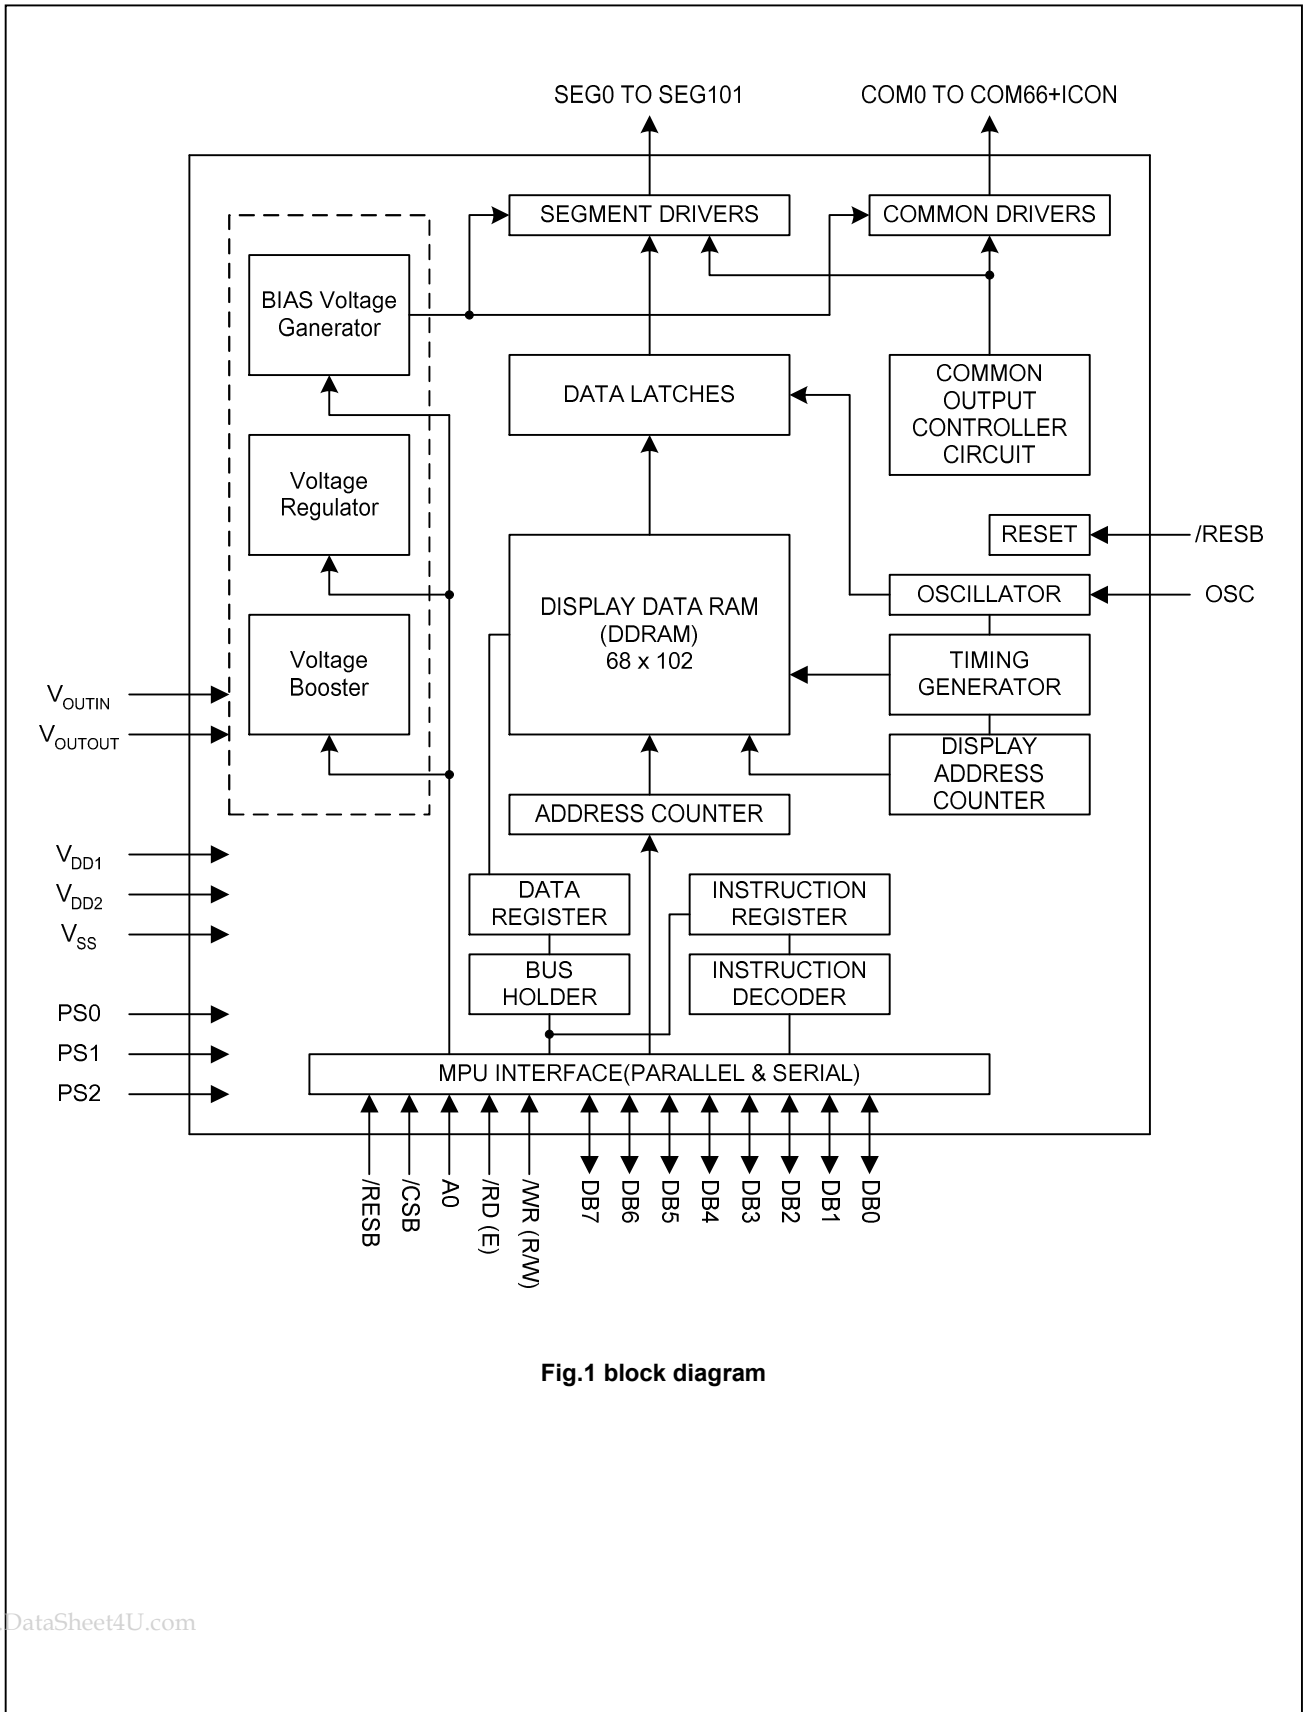 SEG0 TO SEG101
COM0 TO COM66+ICON
SEGMENT DRIVERS
COMMON DRIVERS
BIAS Voltage
Ganerator
DATA LATCHES
COMMON
OUTPUT
CONTROLLER
CIRCUIT
Voltage
Regulator
RESET
/RESB
OSCILLATOR
OSC
DISPLAY DATA RAM
(DDRAM)
68 x 102
TIMING
GENERATOR
Voltage
Booster
VOUTIN
VOUTOUT
DISPLAY
ADDRESS
COUNTER
ADDRESS COUNTER
VDD1
VDD2
VSS
DATA
REGISTER
INSTRUCTION
REGISTER
BUS
HOLDER
INSTRUCTION
DECODER
PS0
PS1
PS2
MPU INTERFACE(PARALLEL & SERIAL)
/RESB
/CSB
A0
/RD (E)
/WR (R/W)
DB7
DB6
DB5
DB4
DB3
DB2
DB1
DB0
Fig.1 block diagram
DataSheet4U.com